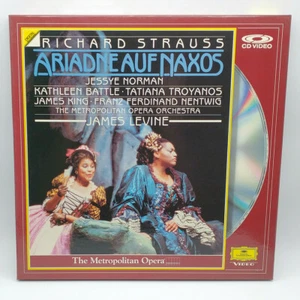 RICHARD STRAUSS
CD VIDEO
ARIADNE AUF NAXOS
JESSYE NORMAN
KATHLEEN BATTLE · TATIANA TROYANOS
JAMES KING · FRANZ FERDINAND NENTWIG
THE METROPOLITAN OPERA ORCHESTRA
JAMES LEVINE
The Metropolitan Opera
VIDEO